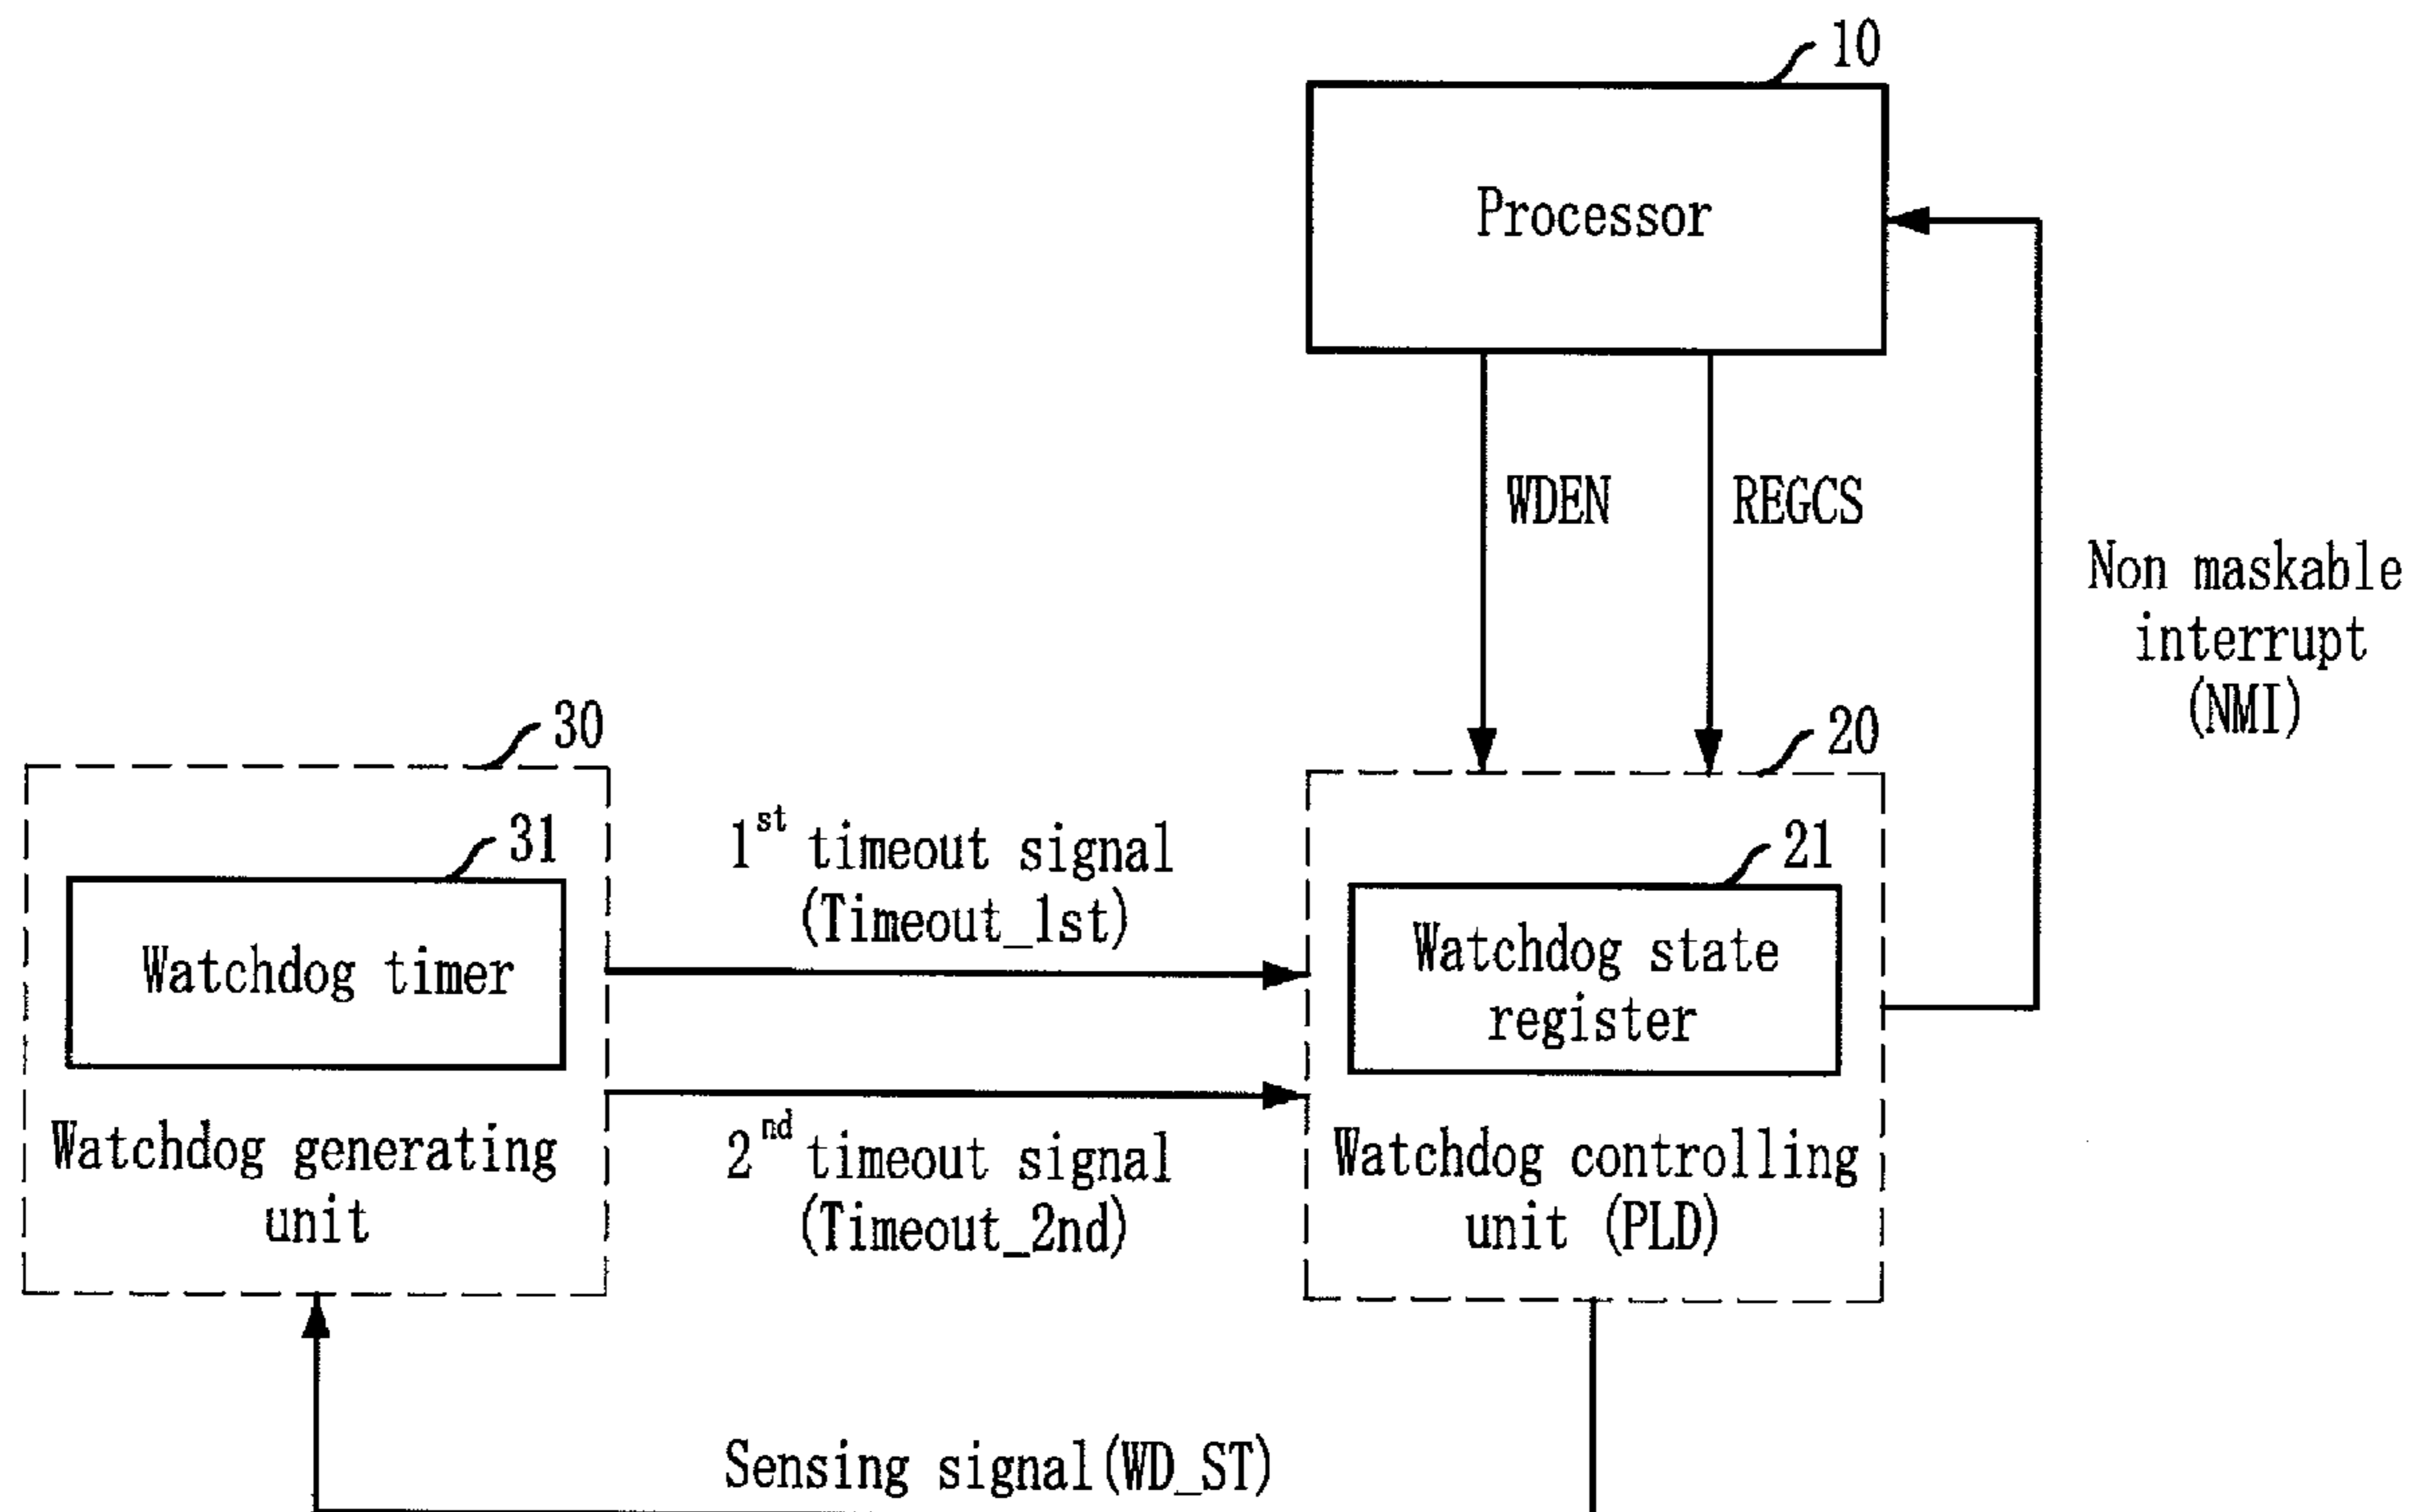 10
Processor
WDEN
REGCS
Non maskable
interrupt
(NMI)
30
20
31
Watchdog timer
Watchdog generating
unit
1st timeout signal
(Timeout_1st)
2nd timeout signal
(Timeout_2nd)
21
Watchdog state
register
Watchdog controlling
unit (PLD)
Sensing signal(WD_ST)